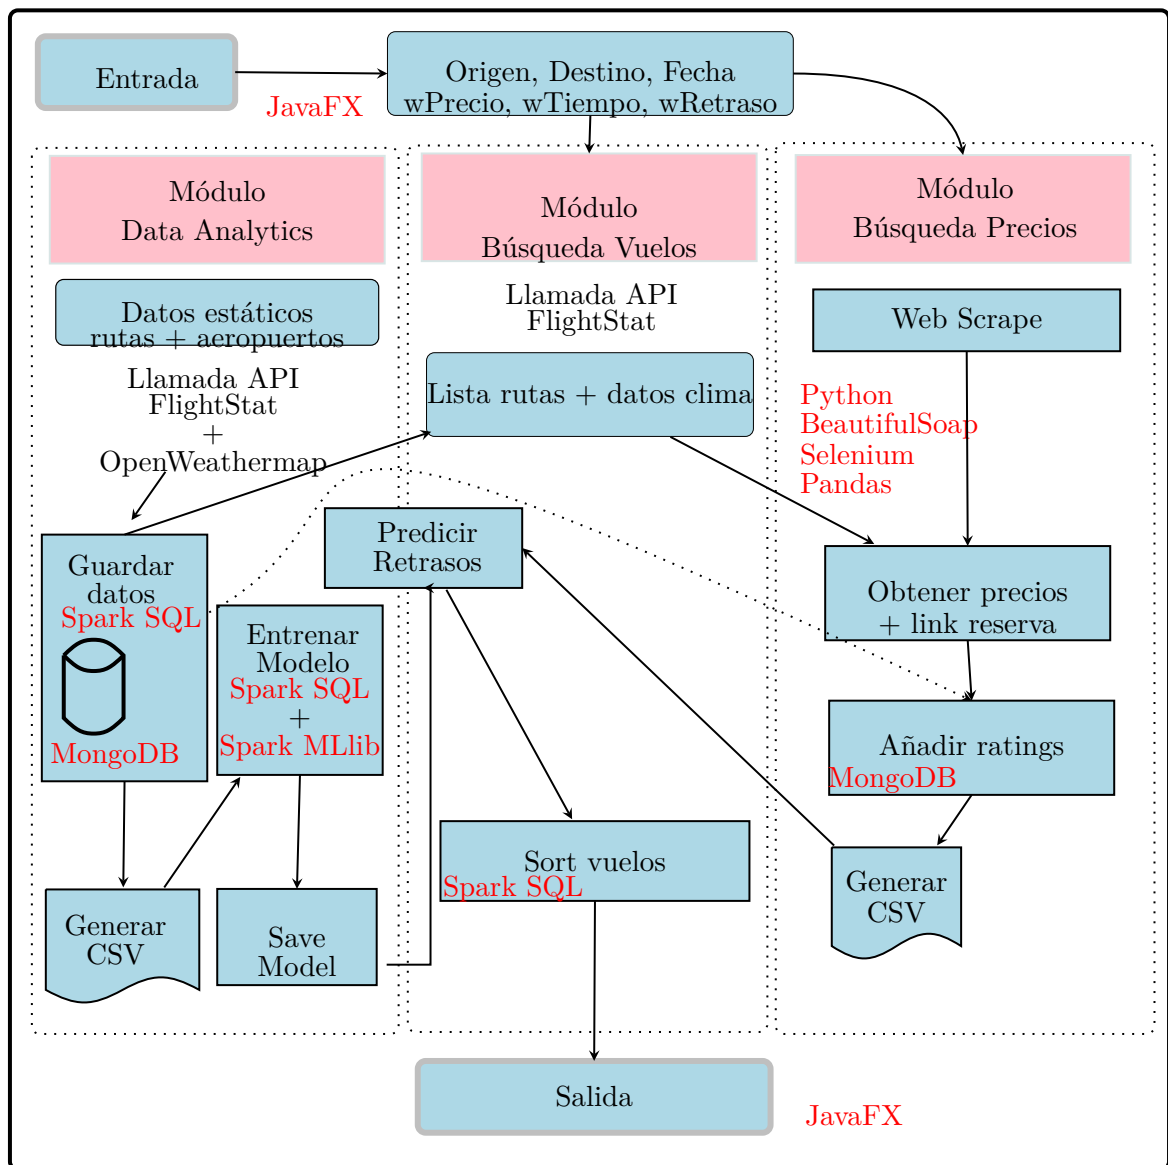 Entrada
JavaFX
Origen, Destino, Fecha
wPrecio, wTiempo, wRetraso
Módulo
Data Analytics
Datos estáticos
rutas + aeropuertos
Llamada API
FlightStat
+
OpenWeathermap
Guardar
datos
Spark SQL
MongoDB
Entrenar
Modelo
Spark SQL
+
Spark MLlib
Generar
CSV
Save
Model
Módulo
Búsqueda Vuelos
Llamada API
FlightStat
Lista rutas + datos clima
Predicir
Retrasos
Sort vuelos
Spark SQL
Módulo
Búsqueda Precios
Web Scrape
Python
BeautifulSoap
Selenium
Pandas
Obtener precios
+ link reserva
Añadir ratings
MongoDB
Generar
CSV
Salida
JavaFX